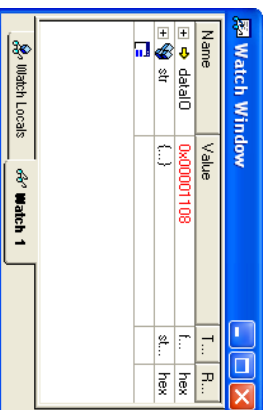 Watch Window
Name Value T... R...
dataIO 0x00001108 f... hex
str {...} st... hex
Watch Locals Watch 1